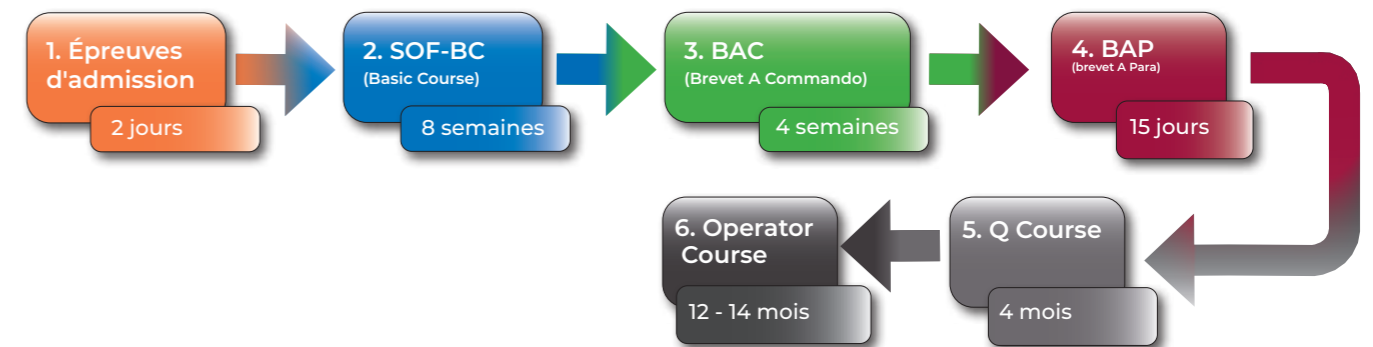 1. Épreuves
d'admission
2 jours
2. SOF-BC
(Basic Course)
8 semaines
3. BAC
(Brevet A Commando)
4 semaines
4. BAP
(brevet A Para)
15 jours
5. Q Course
4 mois
6. Operator
Course
12 - 14 mois